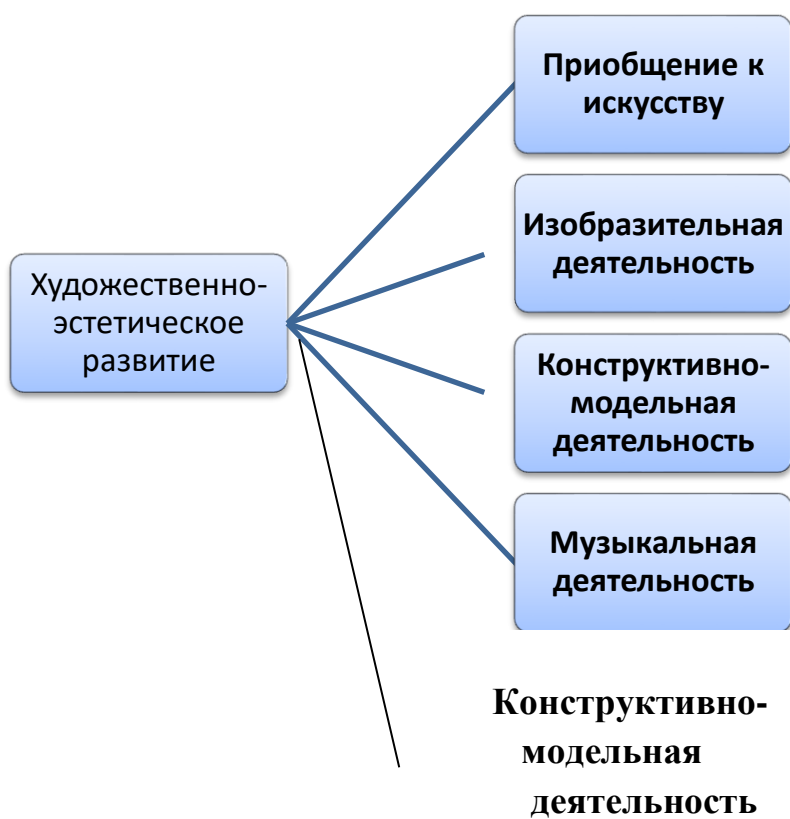 Приобщение к
искусству
Изобразительная
деятельность
Художественно-
эстетическое
развитие
Конструктивно-
модельная
деятельность
Музыкальная
деятельность
Конструктивно-
модельная
деятельность